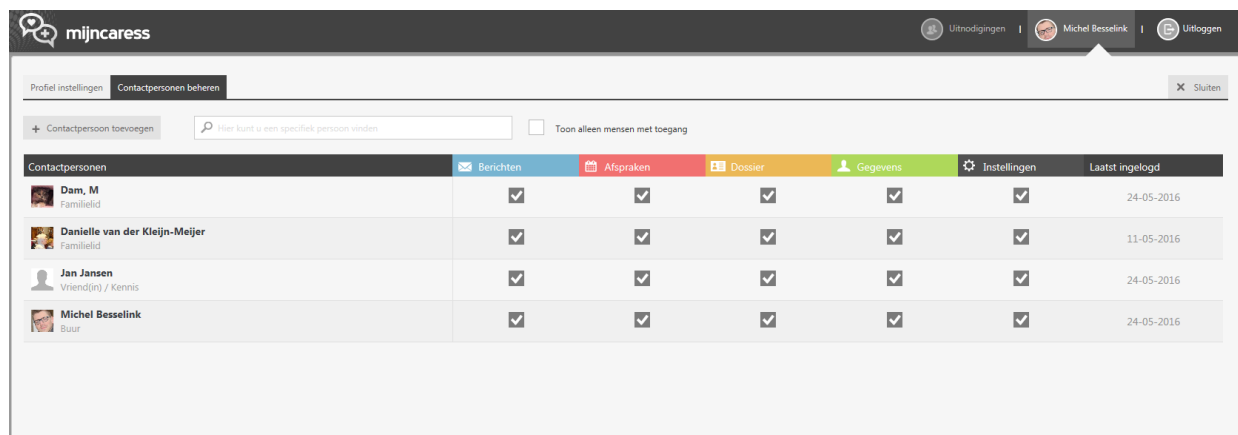 mijncaress
Uitnodigingen | Michel Besselink | Uitloggen
Profiel instellingen Contactpersonen beheren Sluiten
+ Contactpersoon toevoegen Hier kunt u een specifiek persoon vinden Toon alleen mensen met toegang
Contactpersonen Berichten Afspraken Dossier Gegevens Instellingen Laatst ingelogd
Dam, M
Familielid
24-05-2016
Danielle van der Kleijn-Meijer
Familielid
11-05-2016
Jan Jansen
Vriend(in) / Kennis
24-05-2016
Michel Besselink
Buur
24-05-2016